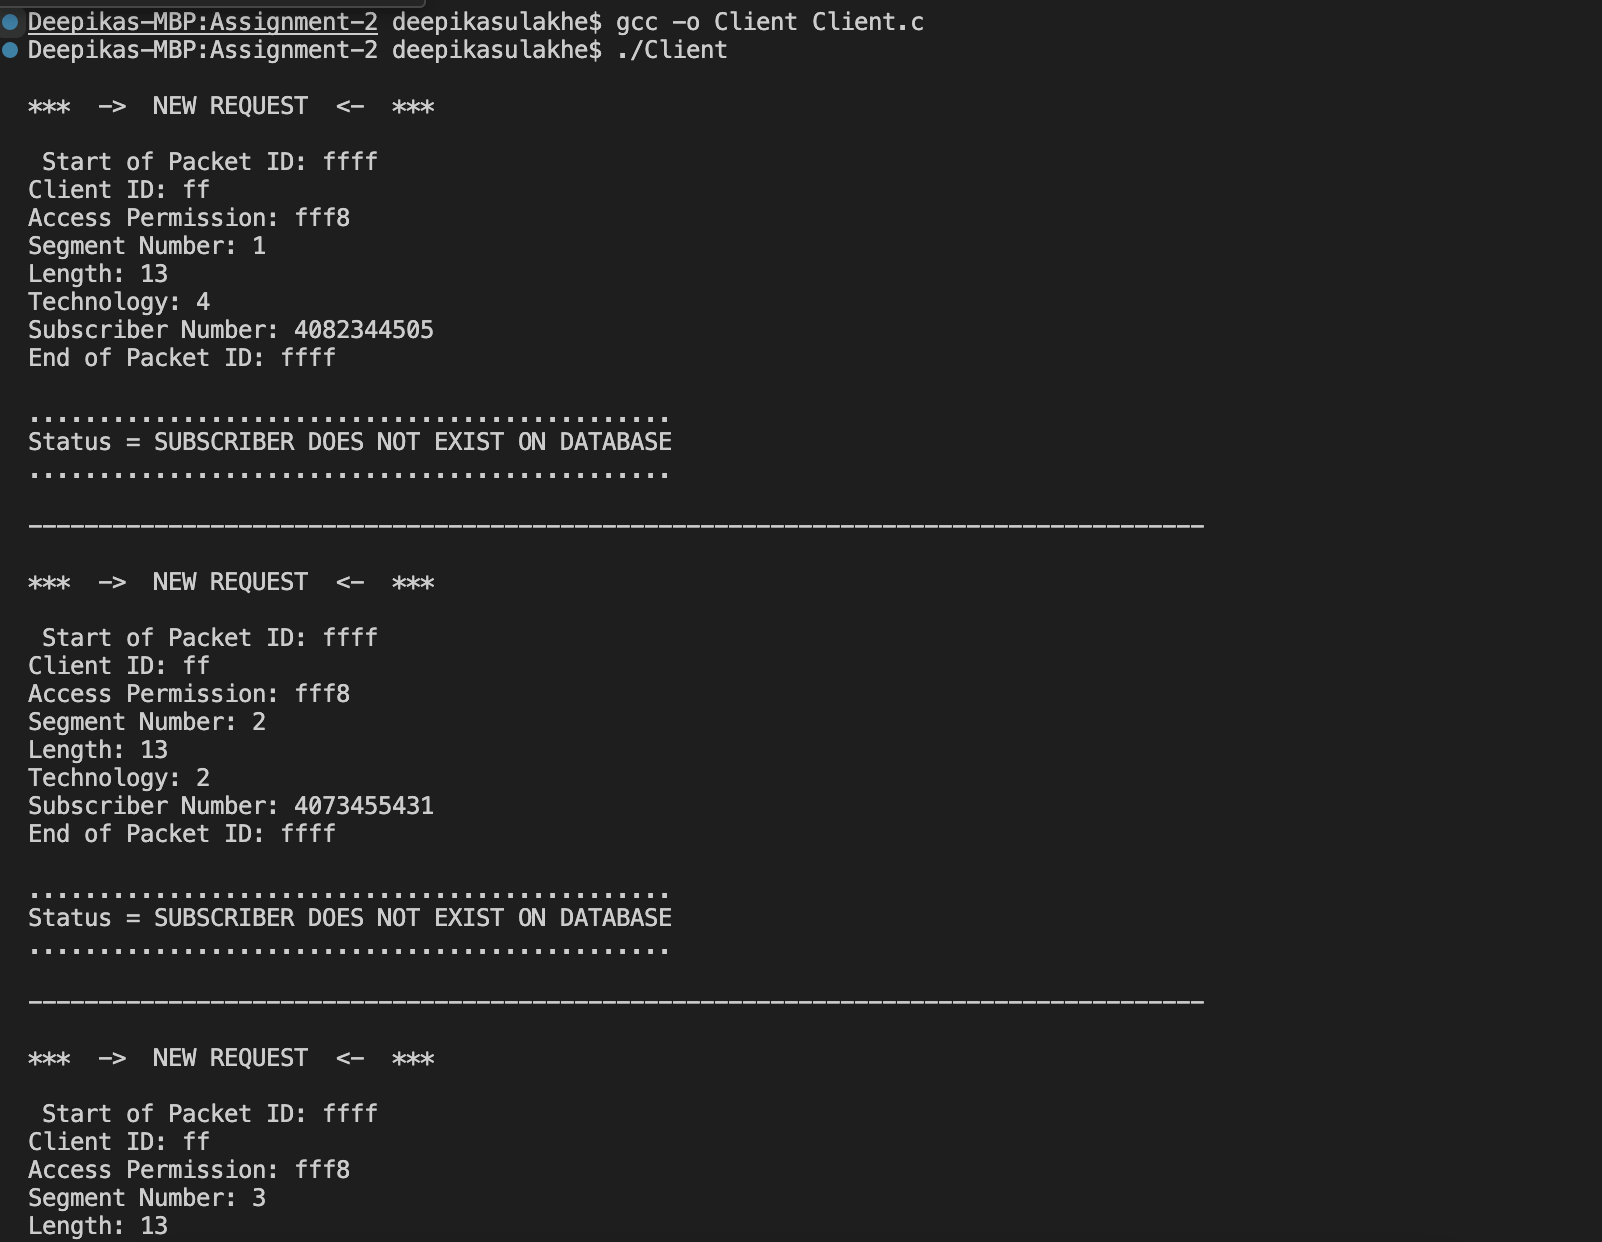 Deepikas-MBP:Assignment-2 deepikasulakhe$ gcc -o Client Client.c
Deepikas-MBP:Assignment-2 deepikasulakhe$ ./Client
*** -> NEW REQUEST <- ***
Start of Packet ID: ffff
Client ID: ff
Access Permission: fff8
Segment Number: 1
Length: 13
Technology: 4
Subscriber Number: 4082344505
End of Packet ID: ffff
..............................................
Status = SUBSCRIBER DOES NOT EXIST ON DATABASE
..............................................
------------------------------------------------------------------------------------
*** -> NEW REQUEST <- ***
Start of Packet ID: ffff
Client ID: ff
Access Permission: fff8
Segment Number: 2
Length: 13
Technology: 2
Subscriber Number: 4073455431
End of Packet ID: ffff
..............................................
Status = SUBSCRIBER DOES NOT EXIST ON DATABASE
..............................................
------------------------------------------------------------------------------------
*** -> NEW REQUEST <- ***
Start of Packet ID: ffff
Client ID: ff
Access Permission: fff8
Segment Number: 3
Length: 13